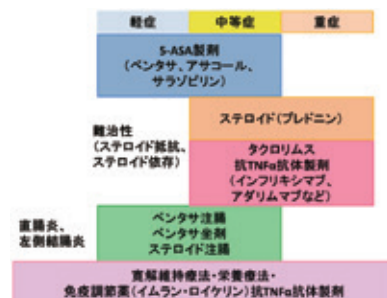 軽症 中等症 重症
5-ASA製剤
(ペンタサ、アサコール、
サラゾピリン)
ステロイド(プレドニン)
難治性
(ステロイド抵抗、
ステロイド依存)
タクロリムス
抗TNFα抗体製剤
(インフリキシマブ、
アダリムマブなど)
直腸炎、
左側結腸炎
ペンタサ注腸
ペンタサ坐剤
ステロイド注腸
寛解維持療法・栄養療法・
免疫調節薬(イムラン・ロイケリン)抗TNFα抗体製剤